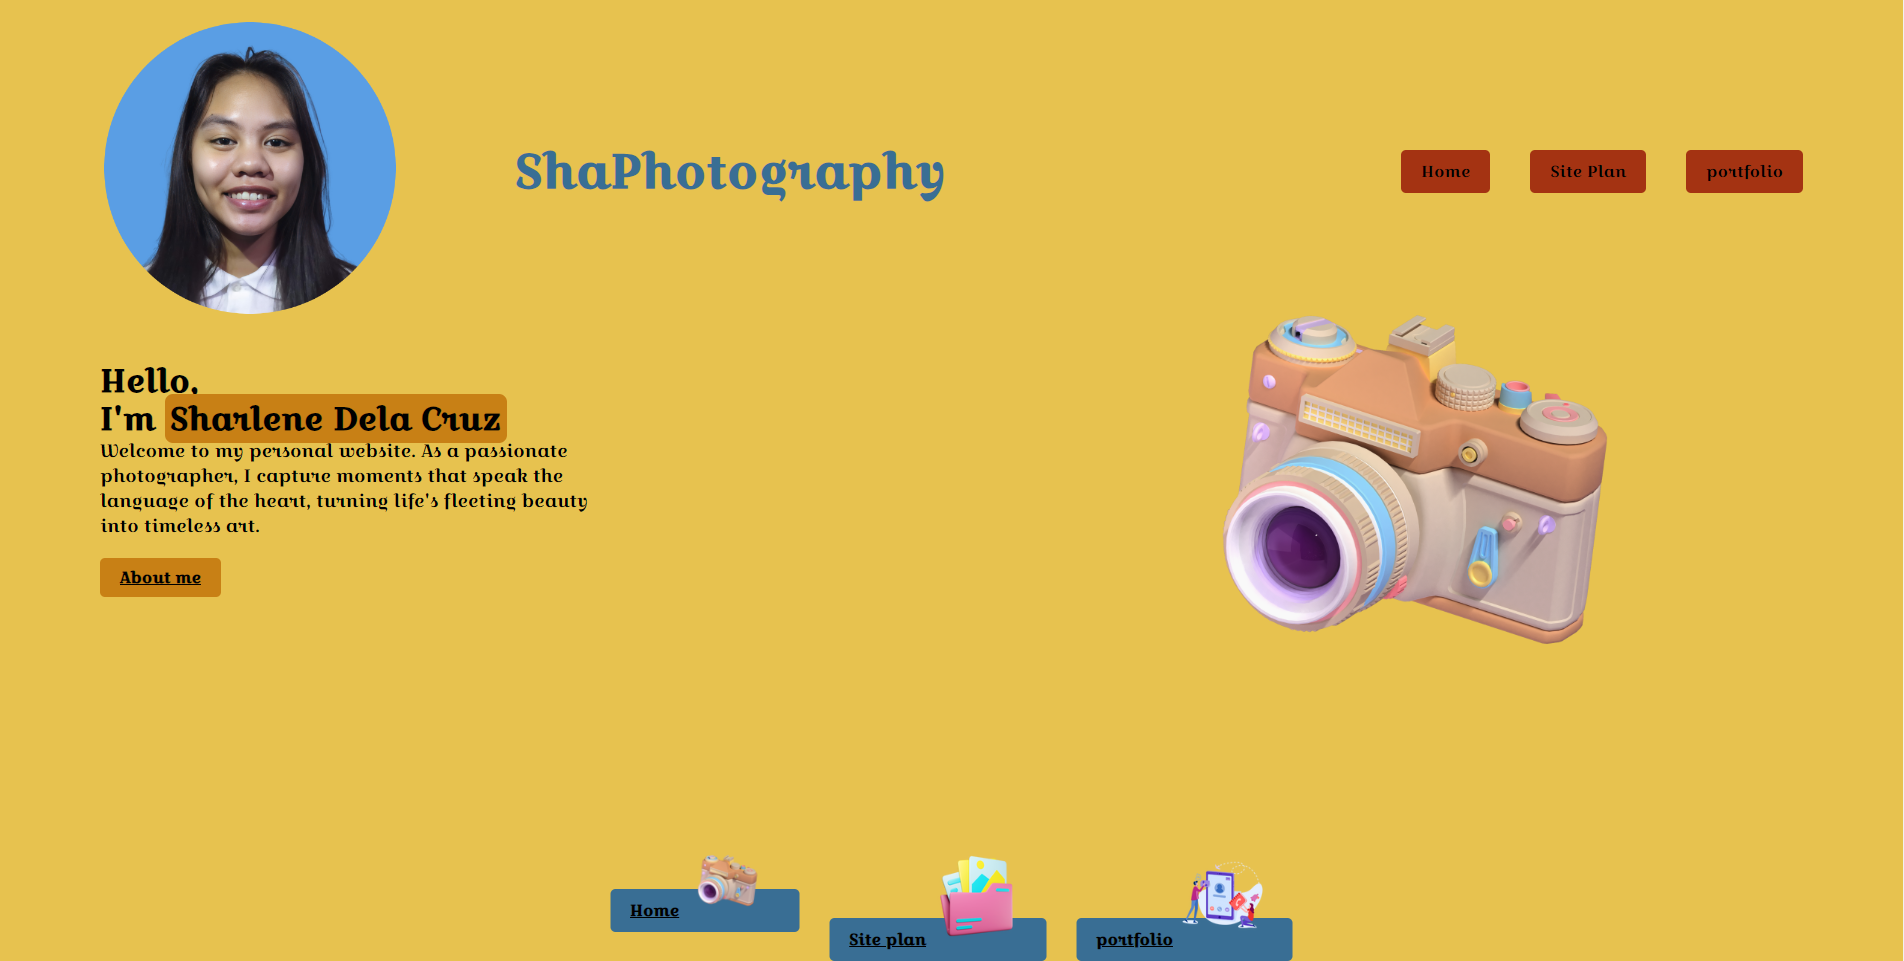 ShaPhotography
Home
Site Plan
portfolio
Hello,
I'm Sharlene Dela Cruz
Welcome to my personal website. As a passionate
photographer, I capture moments that speak the
language of the heart, turning life's fleeting beauty
into timeless art.
About me
Home
Site plan
portfolio